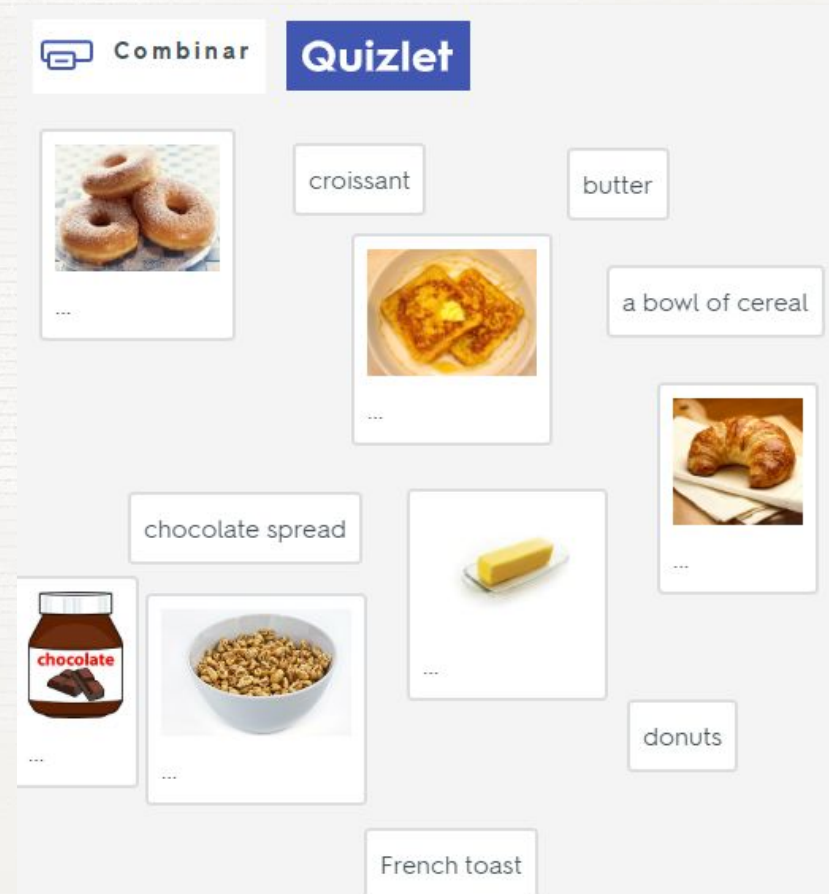 Combinar
Quizlet
croissant
butter
...
a bowl of cereal
...
chocolate spread
...
chocolate
...
...
...
donuts
French toast